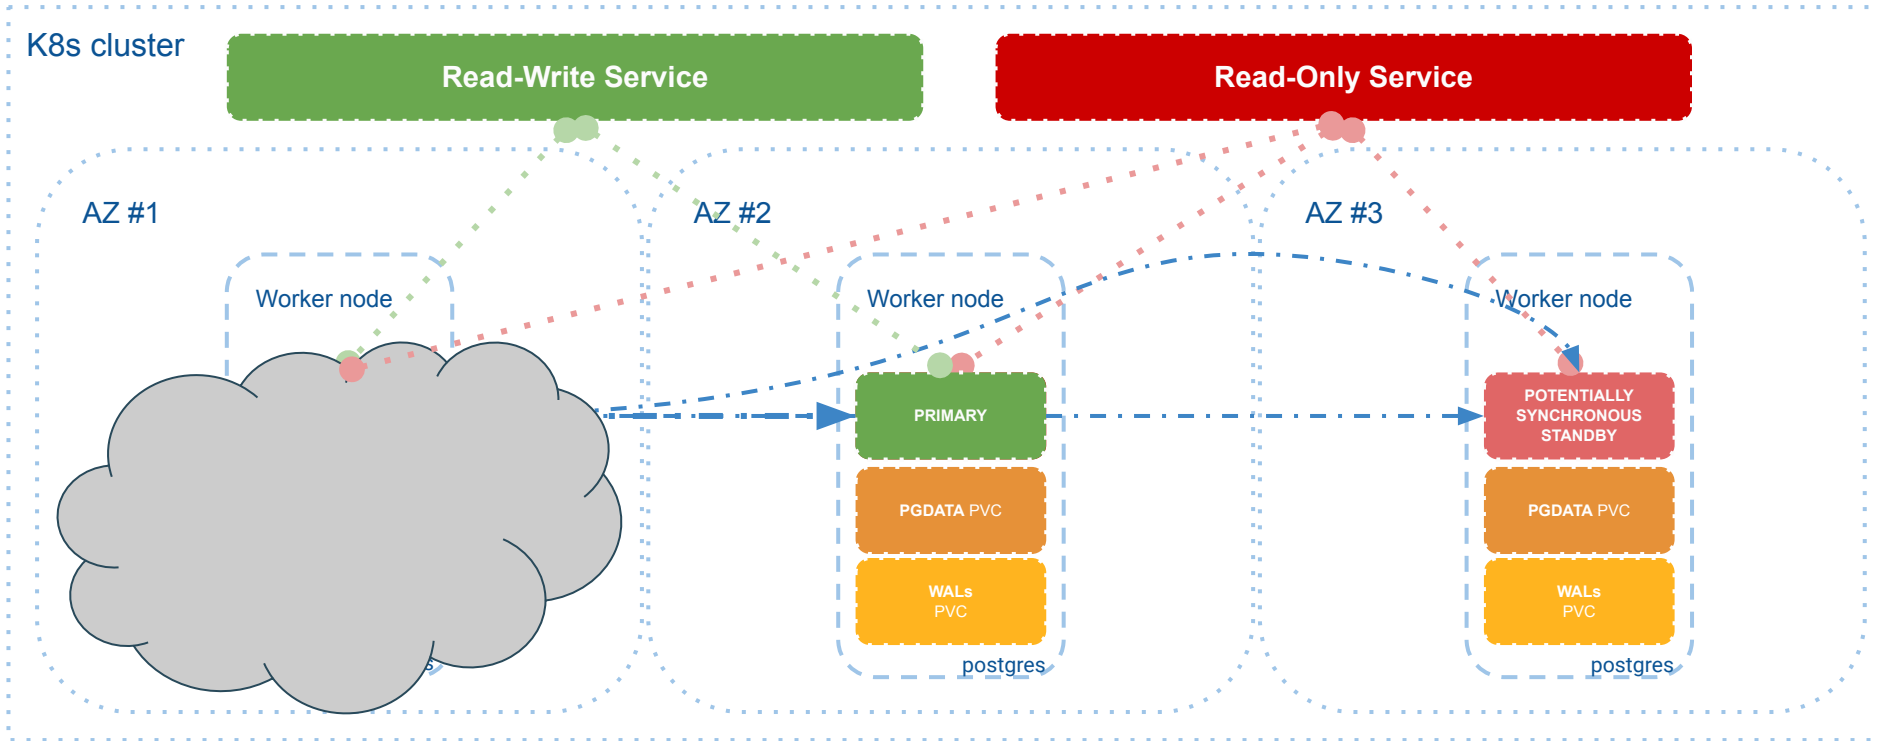 K8s cluster
Read-Write Service
Read-Only Service
AZ #1
AZ #2
AZ #3
Worker node
Worker node
Worker node
PRIMARY
POTENTIALLY
SYNCHRONOUS
STANDBY
PGDATA PVC
PGDATA PVC
WALs
PVC
WALs
PVC
postgres
postgres